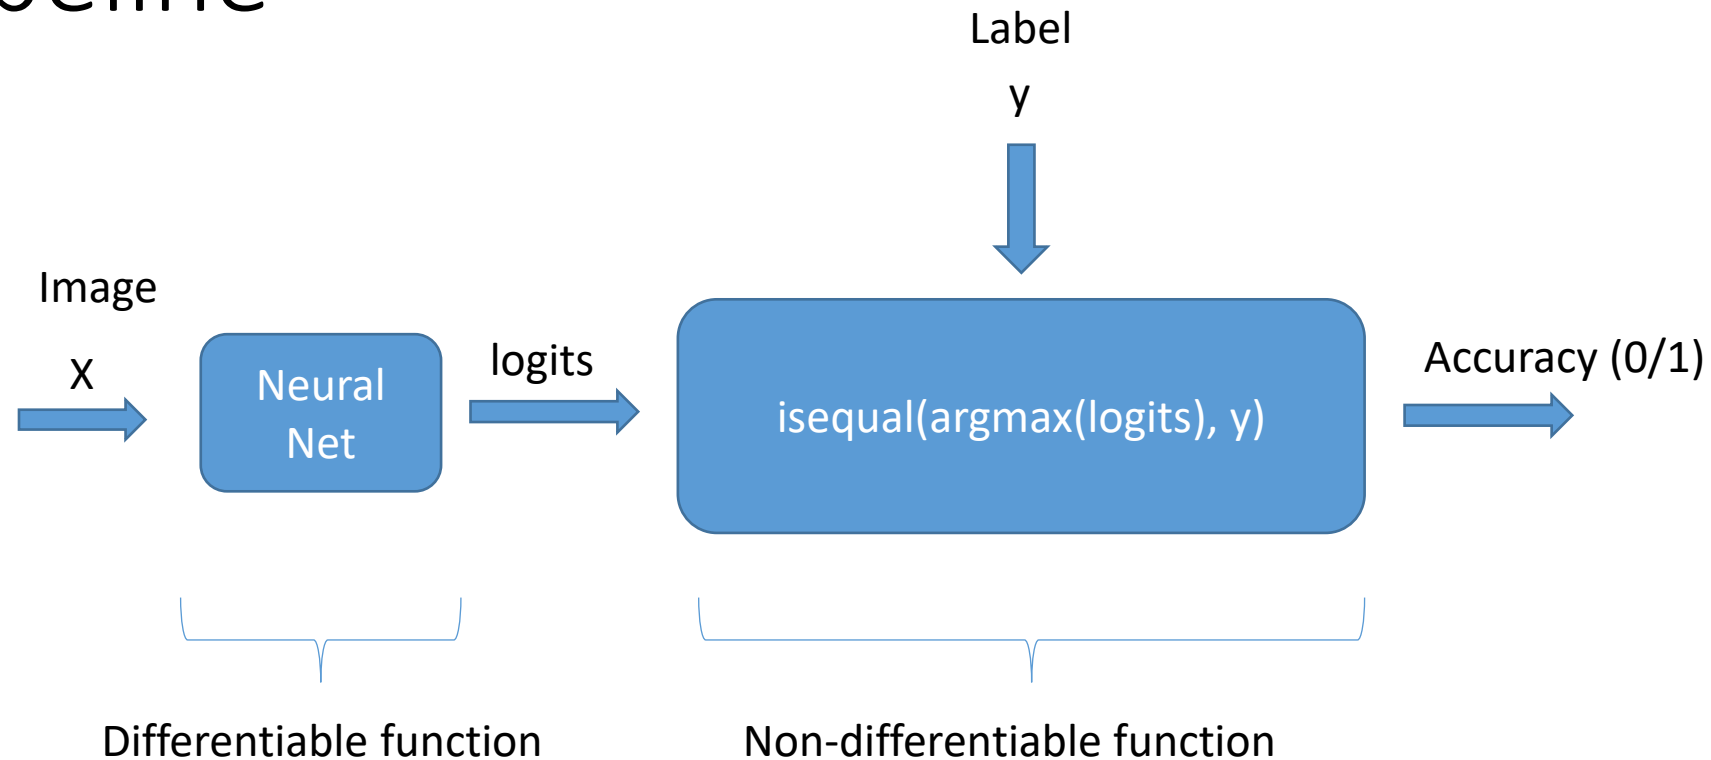 Label
y
Image
X
Neural
Net
logits
isequal(argmax(logits), y)
Accuracy (0/1)
Differentiable function
Non-differentiable function